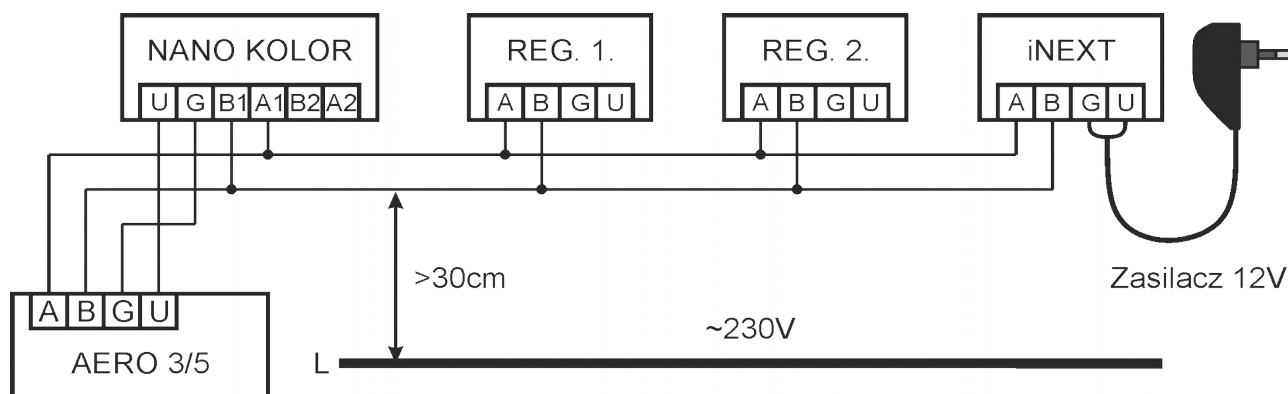 NANO KOLOR
U G B1 A1 B2 A2
REG. 1.
A B G U
REG. 2.
A B G U
iNEXT
A B G U
>30cm
Zasilacz 12V
~230V
L
A B G U
AERO 3/5